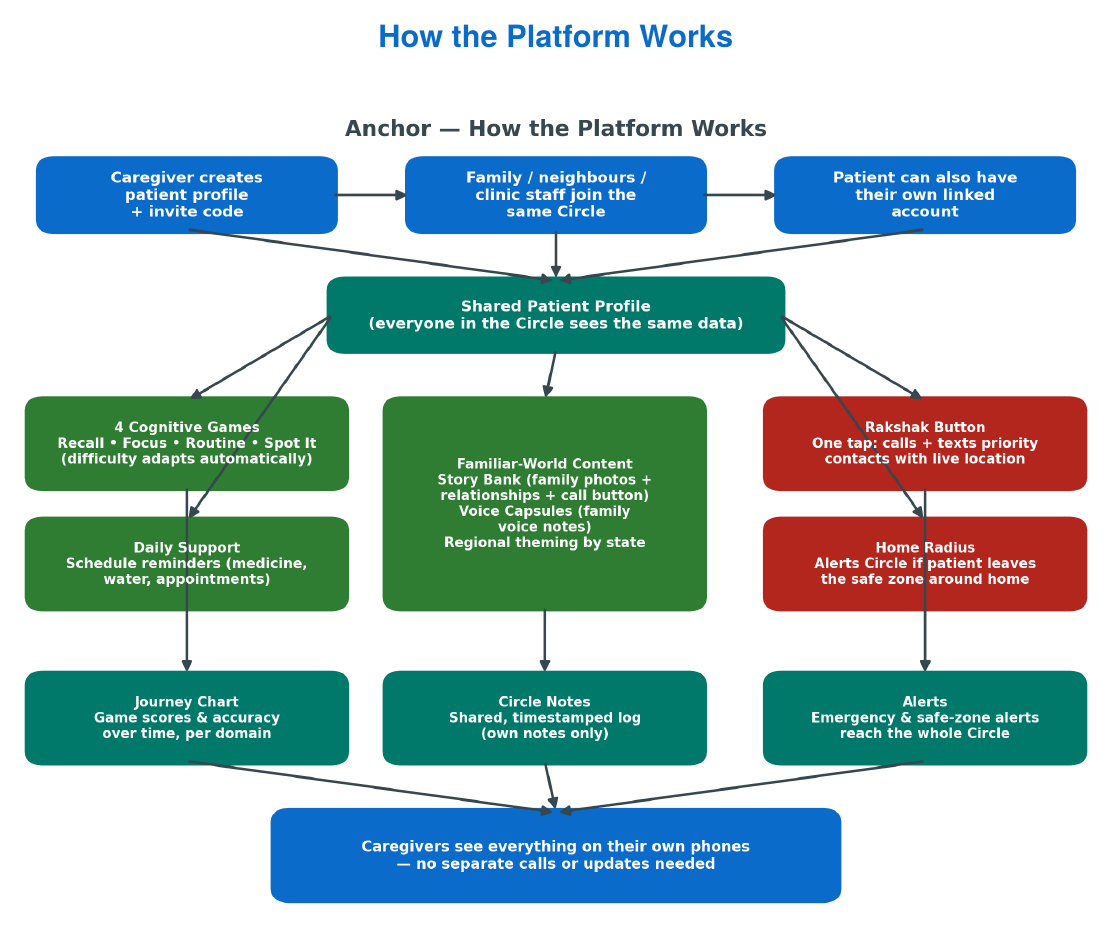 How the Platform Works
Anchor — How the Platform Works
Caregiver creates
patient profile
+ invite code
Family / neighbours /
clinic staff join the
same Circle
Patient can also have
their own linked
account
Shared Patient Profile
(everyone in the Circle sees the same data)
4 Cognitive Games
Recall • Focus • Routine • Spot It
(difficulty adapts automatically)
Familiar-World Content
Story Bank (family photos +
relationships + call button)
Voice Capsules (family
voice notes)
Regional theming by state
Rakshak Button
One tap: calls + texts priority
contacts with live location
Daily Support
Schedule reminders (medicine,
water, appointments)
Home Radius
Alerts Circle if patient leaves
the safe zone around home
Journey Chart
Game scores & accuracy
over time, per domain
Circle Notes
Shared, timestamped log
(own notes only)
Alerts
Emergency & safe-zone alerts
reach the whole Circle
Caregivers see everything on their own phones
— no separate calls or updates needed